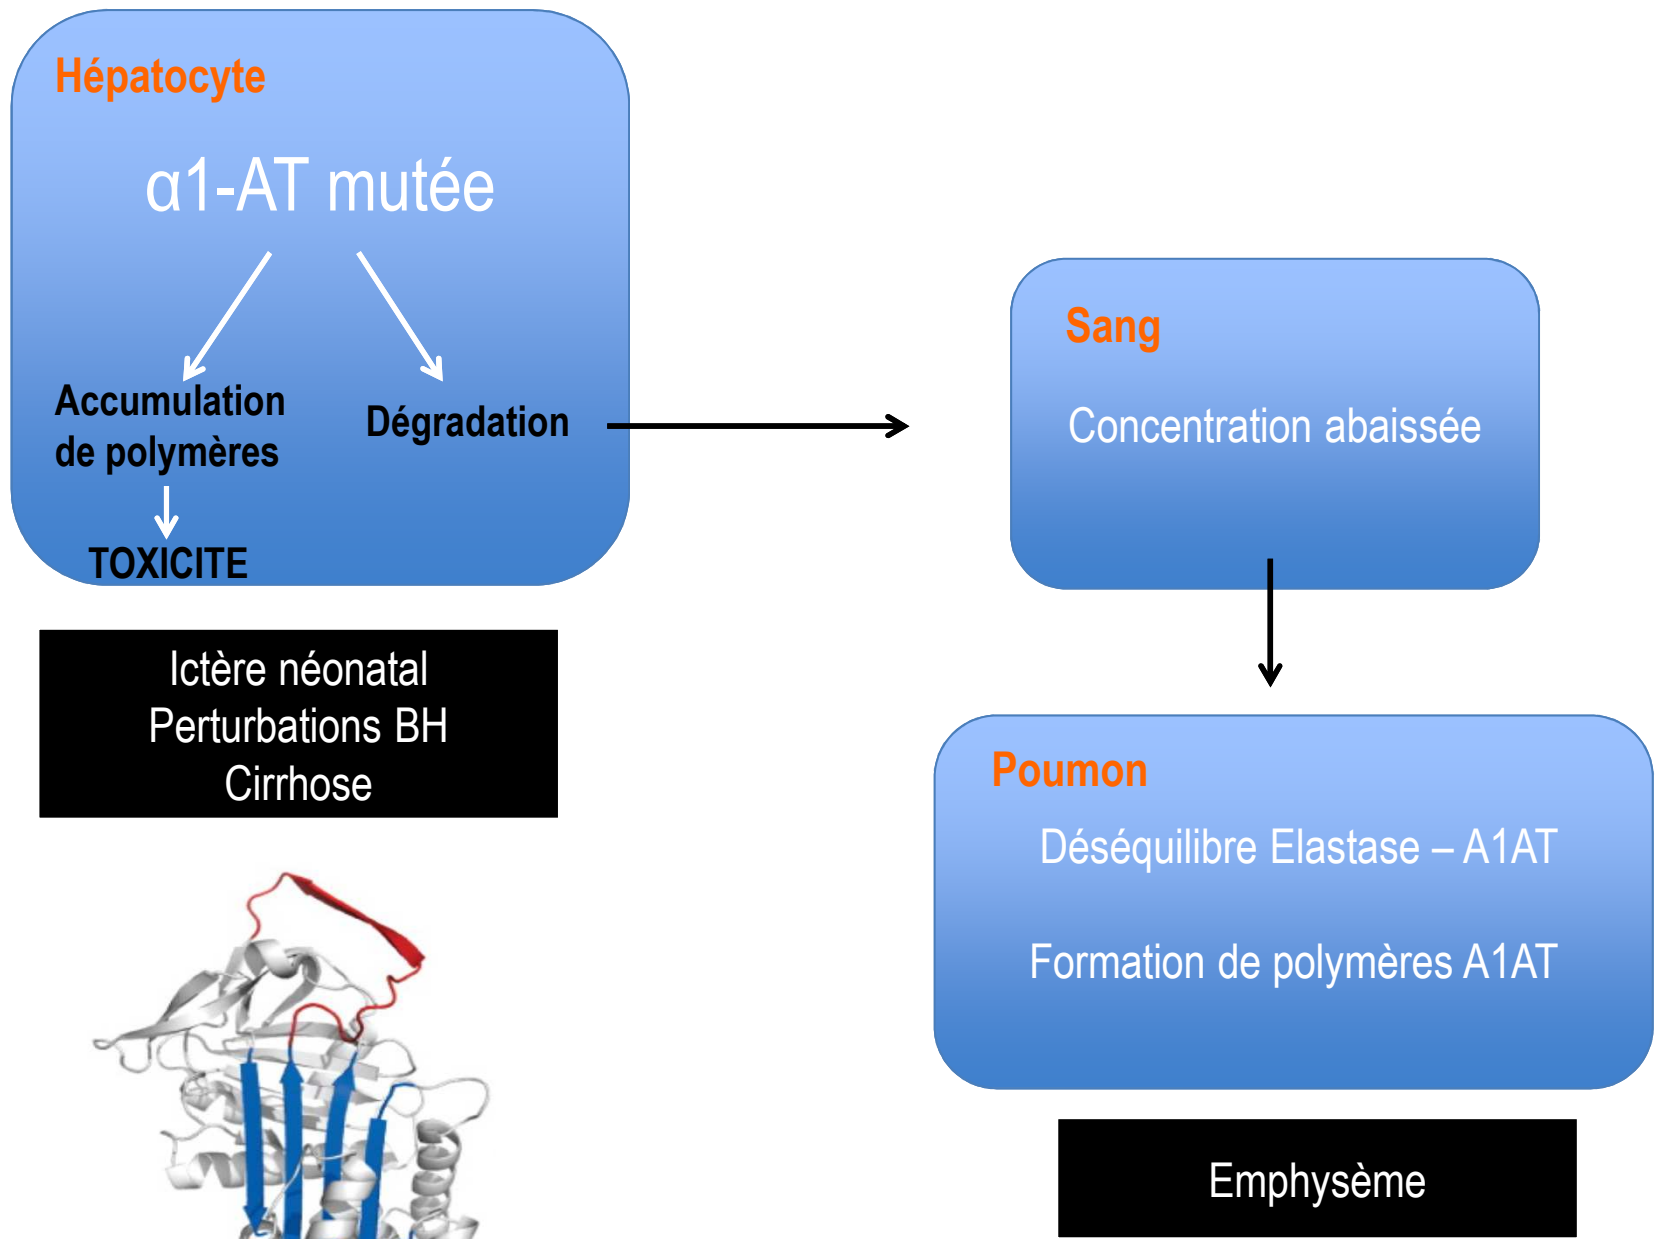 Hépatocyte
α1-AT mutée
Accumulation
de polymères
Dégradation
TOXICITE
Ictère néonatal
Perturbations BH
Cirrhose
Sang
Concentration abaissée
Poumon
Déséquilibre Elastase – A1AT
Formation de polymères A1AT
Emphysème